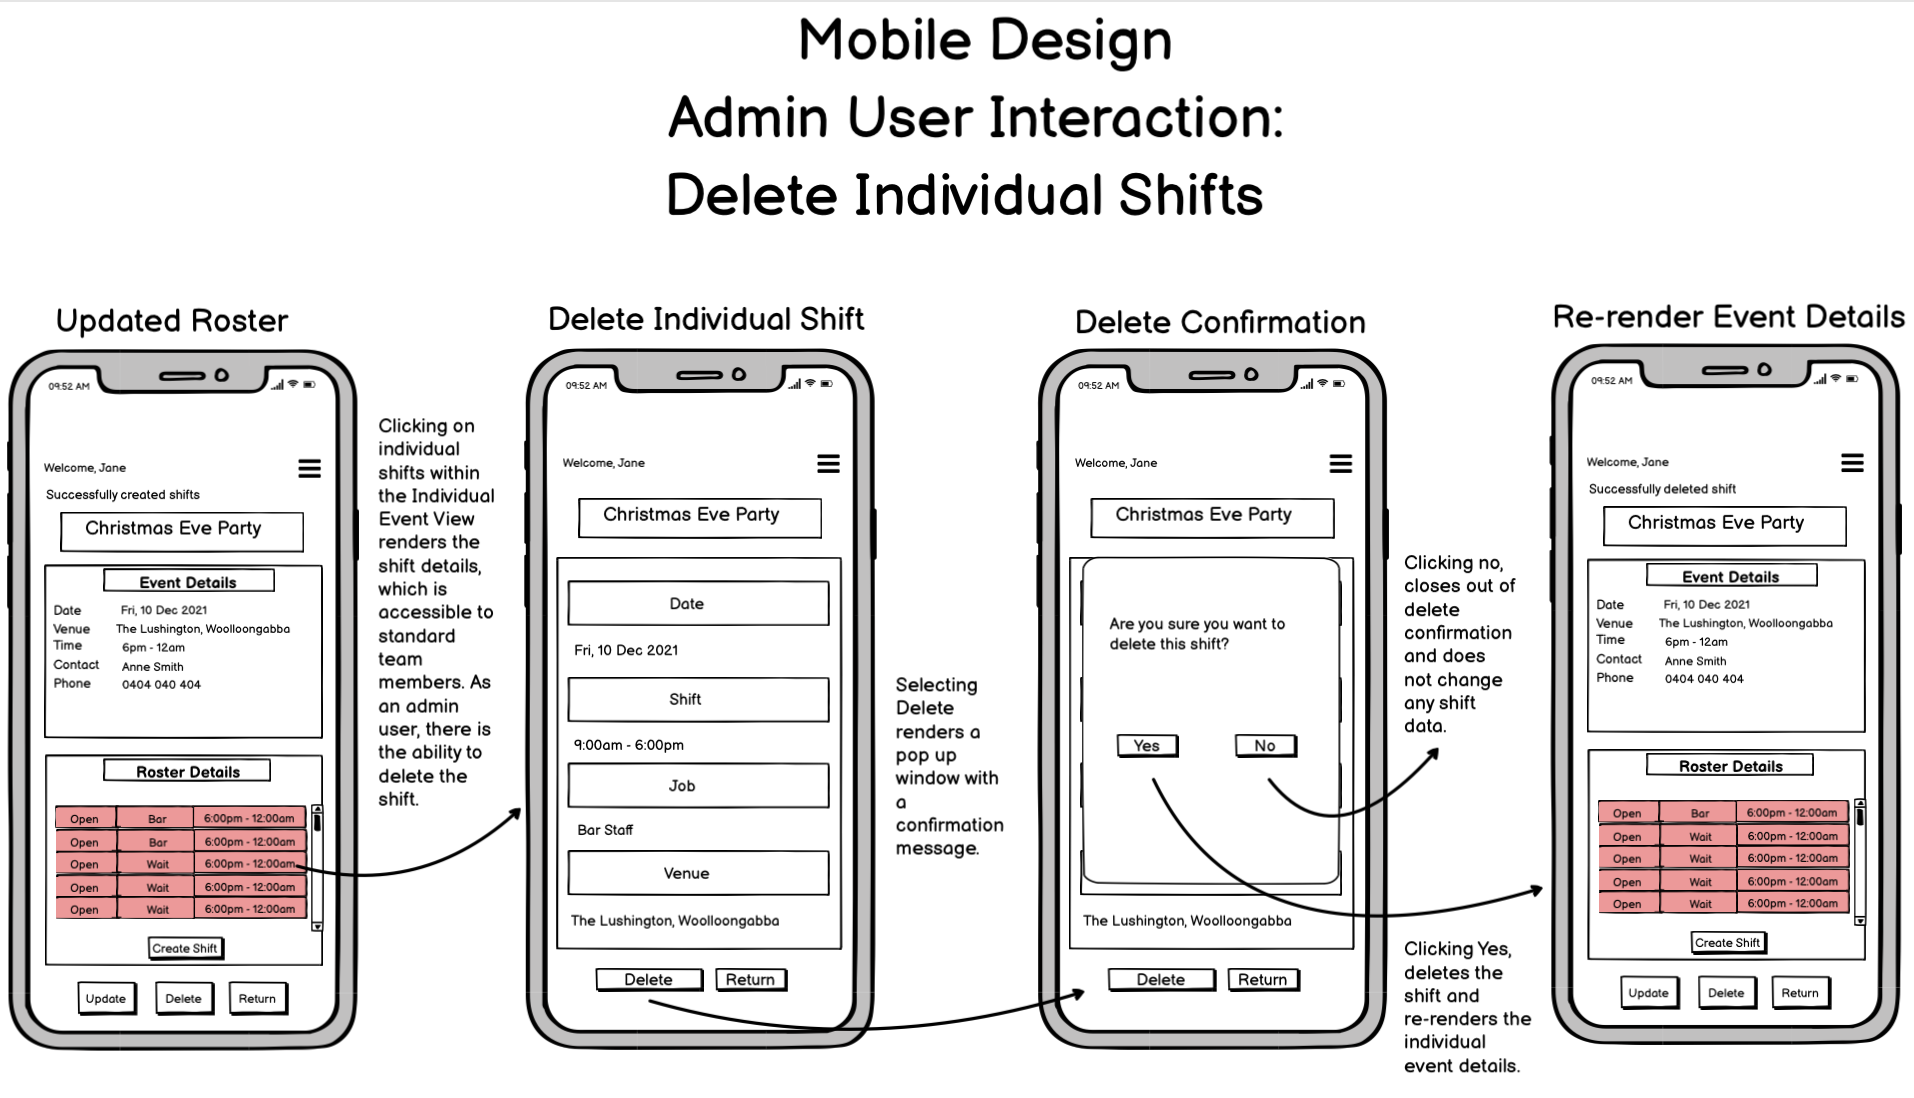 Mobile Design
Admin User Interaction:
Delete Individual Shifts
Updated Roster
09:52 AM
Welcome, Jane
Successfully created shifts
Christmas Eve Party
Event Details
Date Fri, 10 Dec 2021
Venue The Lushington, Woolloongabba
Time 6pm - 12am
Contact Anne Smith
Phone 0404 040 404
Roster Details
Open Bar 6:00pm - 12:00am
Open Bar 6:00pm - 12:00am
Open Wait 6:00pm - 12:00am
Open Wait 6:00pm - 12:00am
Open Wait 6:00pm - 12:00am
Create Shift
Update Delete Return
Clicking on
individual
shifts within
the Individual
Event View
renders the
shift details,
which is
accessible to
standard
team
members. As
an admin
user, there is
the ability to
delete the
shift.
Delete Individual Shift
09:52 AM
Welcome, Jane
Christmas Eve Party
Date
Fri, 10 Dec 2021
Shift
9:00am - 6:00pm
Job
Bar Staff
Venue
The Lushington, Woolloongabba
Delete Return
Selecting
Delete
renders a
pop up
window with
a
confirmation
message.
Delete Confirmation
09:52 AM
Welcome, Jane
Christmas Eve Party
Are you sure you want to
delete this shift?
Yes No
The Lushington, Woolloongabba
Delete Return
Clicking no,
closes out of
delete
confirmation
and does
not change
any shift
data.
Clicking Yes,
deletes the
shift and
re-renders the
individual
event details.
Re-render Event Details
09:52 AM
Welcome, Jane
Successfully deleted shift
Christmas Eve Party
Event Details
Date Fri, 10 Dec 2021
Venue The Lushington, Woolloongabba
Time 6pm - 12am
Contact Anne Smith
Phone 0404 040 404
Roster Details
Open Bar 6:00pm - 12:00am
Open Wait 6:00pm - 12:00am
Open Wait 6:00pm - 12:00am
Open Wait 6:00pm - 12:00am
Open Wait 6:00pm - 12:00am
Create Shift
Update Delete Return